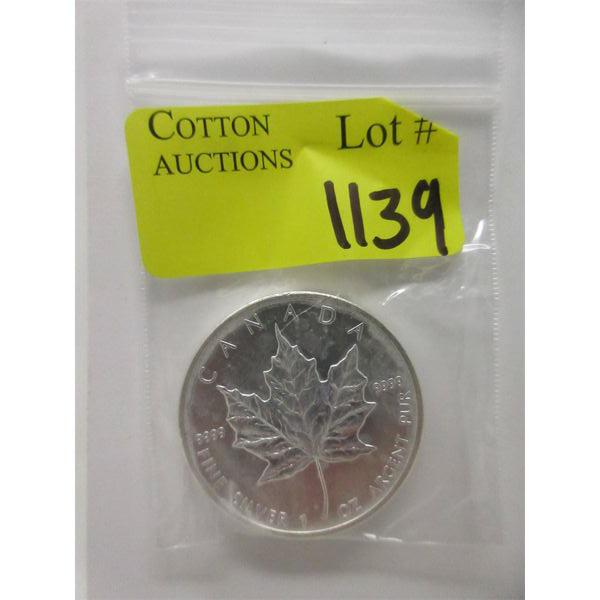 COTTON
AUCTIONS
Lot #
1139
CANADA
9999
9999
FINE SILVER 1 OZ ARGENT PUR